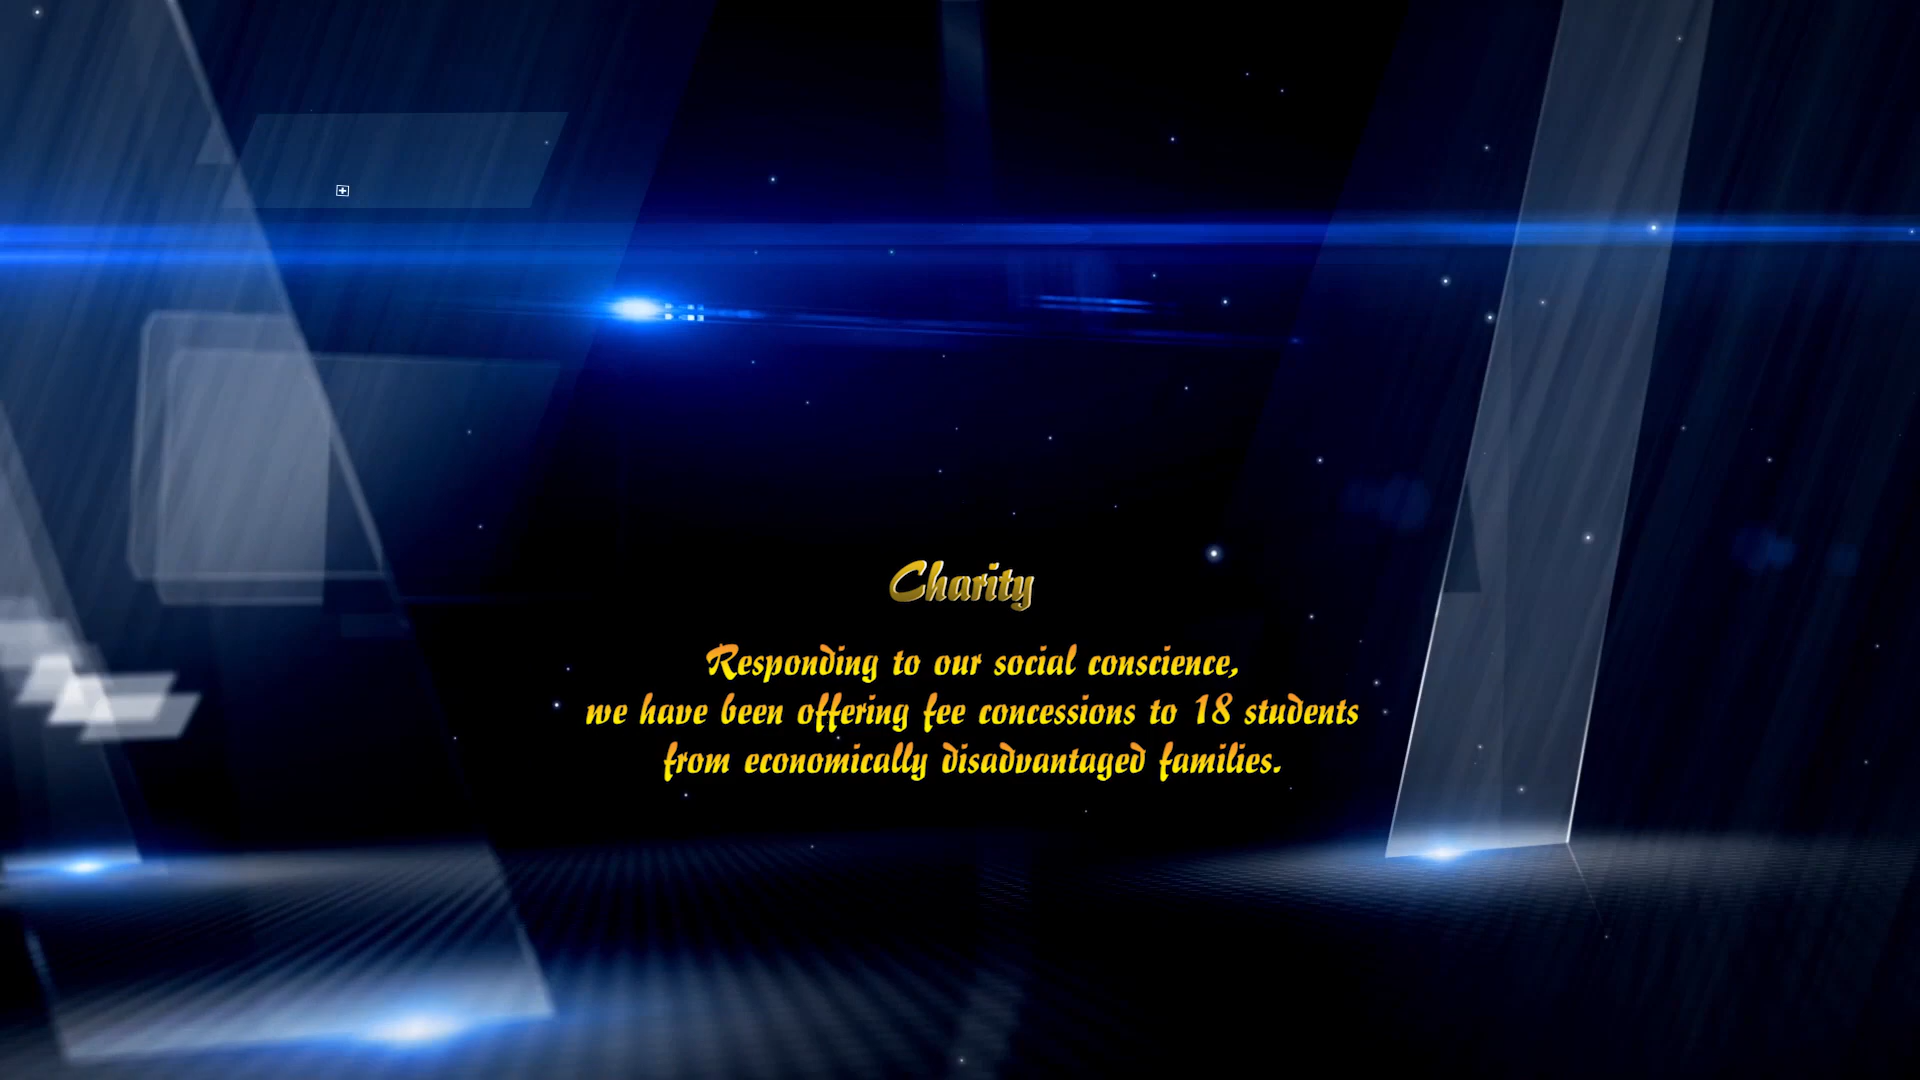 Charity
Responding to our social conscience,
we have been offering fee concessions to 18 students
from economically disadvantaged families.